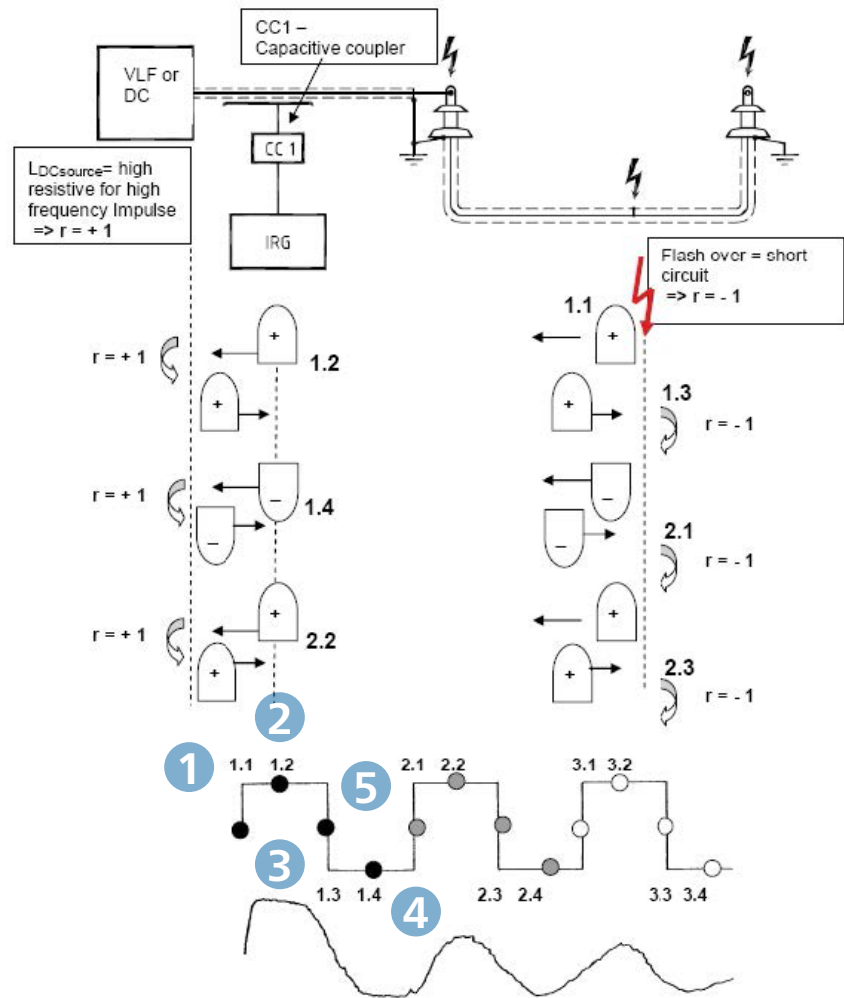 CC1 –
Capacitive coupler
VLF or
DC
CC 1
IRG
L DCsource= high
resistive for high
frequency Impulse
=> r = + 1
Flash over = short
circuit
=> r = - 1
1.1
+
+
r = + 1
1.2
+
+
1.3
r = - 1
–
–
r = + 1
1.4
–
–
2.1
r = - 1
+
+
r = + 1
2.2
+
+
2.3
r = - 1
2
1
1.1 1.2
5
2.1 2.2
3.1 3.2
3
1.3 1.4
4
2.3 2.4
3.3 3.4